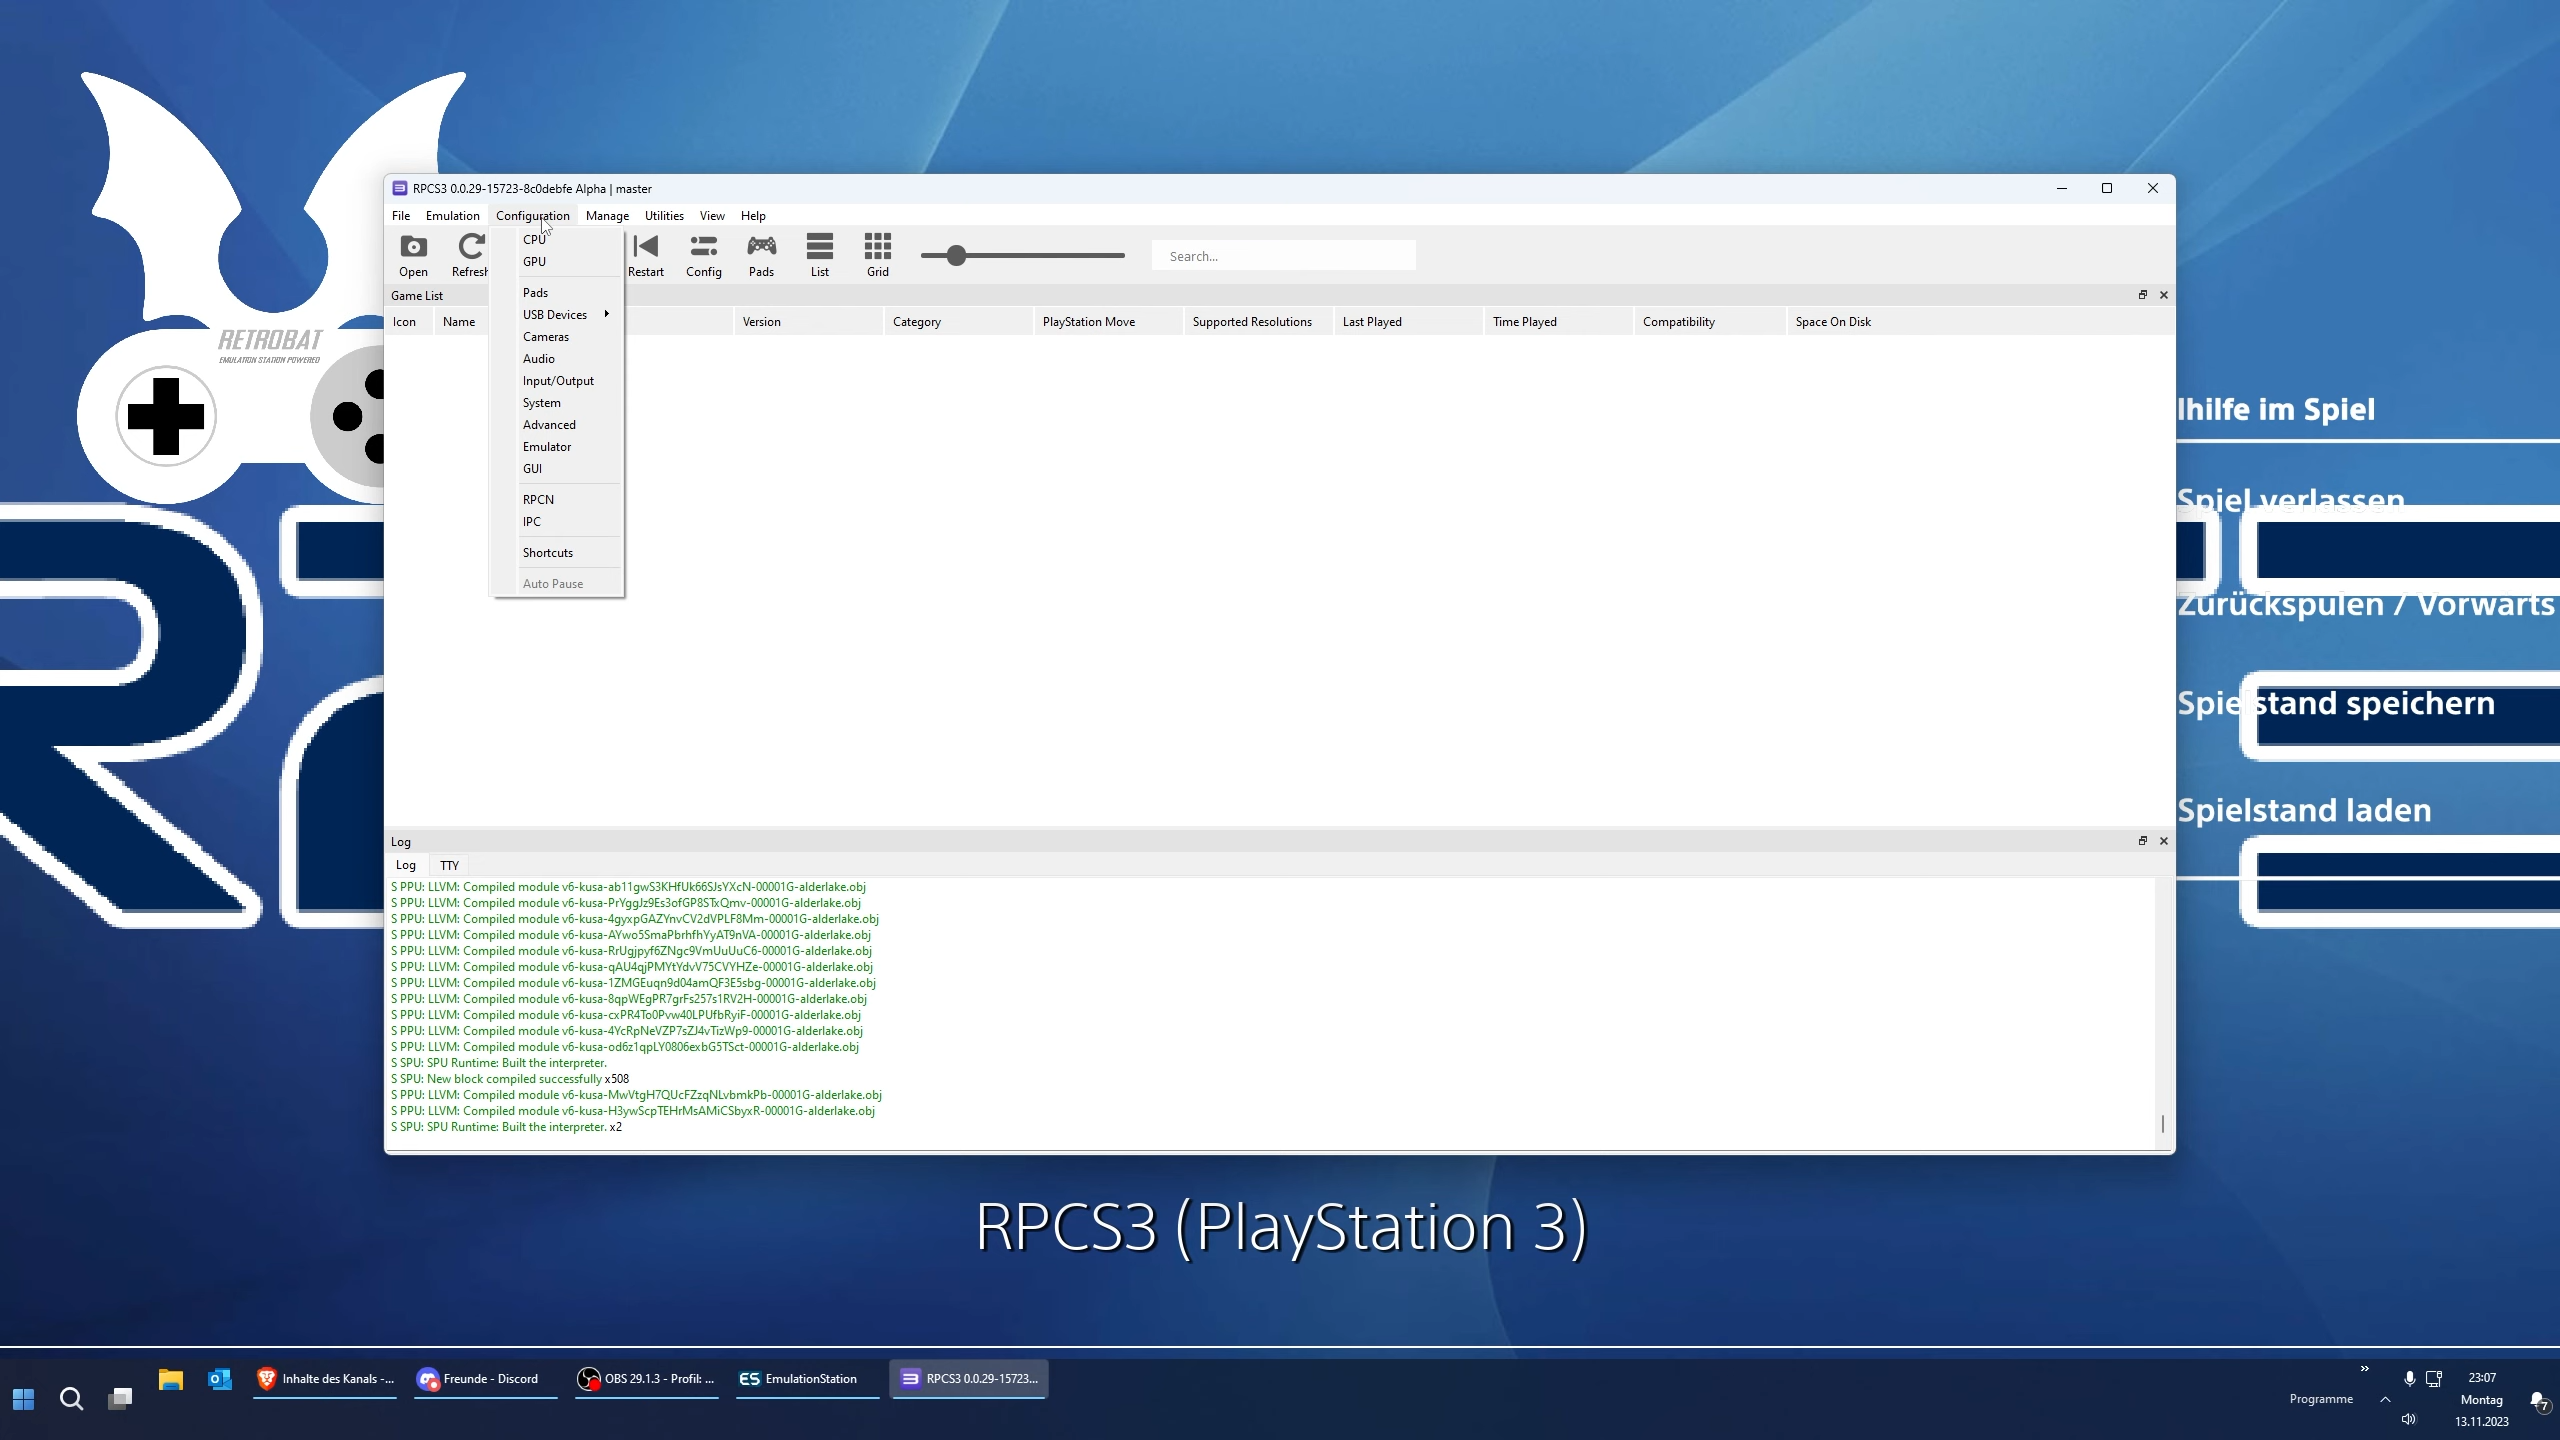 RETROBAT
EMULATION STATION POWERED
RPCS3 0.0.29-15723-8c0debfe Alpha | master
File Emulation Configuration Manage Utilities View Help
CPU
GPU
Pads
USB Devices
Cameras
Audio
Input/Output
System
Advanced
Emulator
GUI
RPCN
IPC
Shortcuts
Auto Pause
Open Refresh Restart Config Pads List Grid Search...
Game List
Icon Name Version Category PlayStation Move Supported Resolutions Last Played Time Played Compatibility Space On Disk
lhilfe im Spiel
Spiel verlassen
Zurückspulen / Vorwärts
Spielstand speichern
Spielstand laden
Log
Log TTY
S PPU: LLVM: Compiled module v6-kusa-ab11gwS3KHfUk66SJsYXcN-00001G-alderlake.obj
S PPU: LLVM: Compiled module v6-kusa-PrYggJz9Es3ofGP8STxQmv-00001G-alderlake.obj
S PPU: LLVM: Compiled module v6-kusa-4gyxpGAZYnvCV2dVPLF8Mm-00001G-alderlake.obj
S PPU: LLVM: Compiled module v6-kusa-AYwo5SmaPbrhfhYyAT9nVA-00001G-alderlake.obj
S PPU: LLVM: Compiled module v6-kusa-RrUgjpyf6ZNgc9VmUuUuC6-00001G-alderlake.obj
S PPU: LLVM: Compiled module v6-kusa-qAU4qjPMYtYdvV75CVYHZe-00001G-alderlake.obj
S PPU: LLVM: Compiled module v6-kusa-1ZMGEuqn9d04amQF3E5sbg-00001G-alderlake.obj
S PPU: LLVM: Compiled module v6-kusa-8qpWEgPR7grFs257s1RV2H-00001G-alderlake.obj
S PPU: LLVM: Compiled module v6-kusa-cxPR4To0Pvw40LPUfbRyiF-00001G-alderlake.obj
S PPU: LLVM: Compiled module v6-kusa-4YcRpNeVZP7sZJ4vTizWp9-00001G-alderlake.obj
S PPU: LLVM: Compiled module v6-kusa-od6z1qpLY0806exbG5TSct-00001G-alderlake.obj
S SPU: SPU Runtime: Built the interpreter.
S SPU: New block compiled successfully x508
S PPU: LLVM: Compiled module v6-kusa-MwVtgH7QUcFZzqNLvbmkPb-00001G-alderlake.obj
S PPU: LLVM: Compiled module v6-kusa-H3ywScpTEHrMsAMiCSbyxR-00001G-alderlake.obj
S SPU: SPU Runtime: Built the interpreter. x2
RPCS3 (PlayStation 3)
Inhalte des Kanals -... Freunde - Discord OBS 29.1.3 - Profil: ... ES EmulationStation RPCS3 0.0.29-15723...
Programme
23:07
Montag
13.11.2023
7